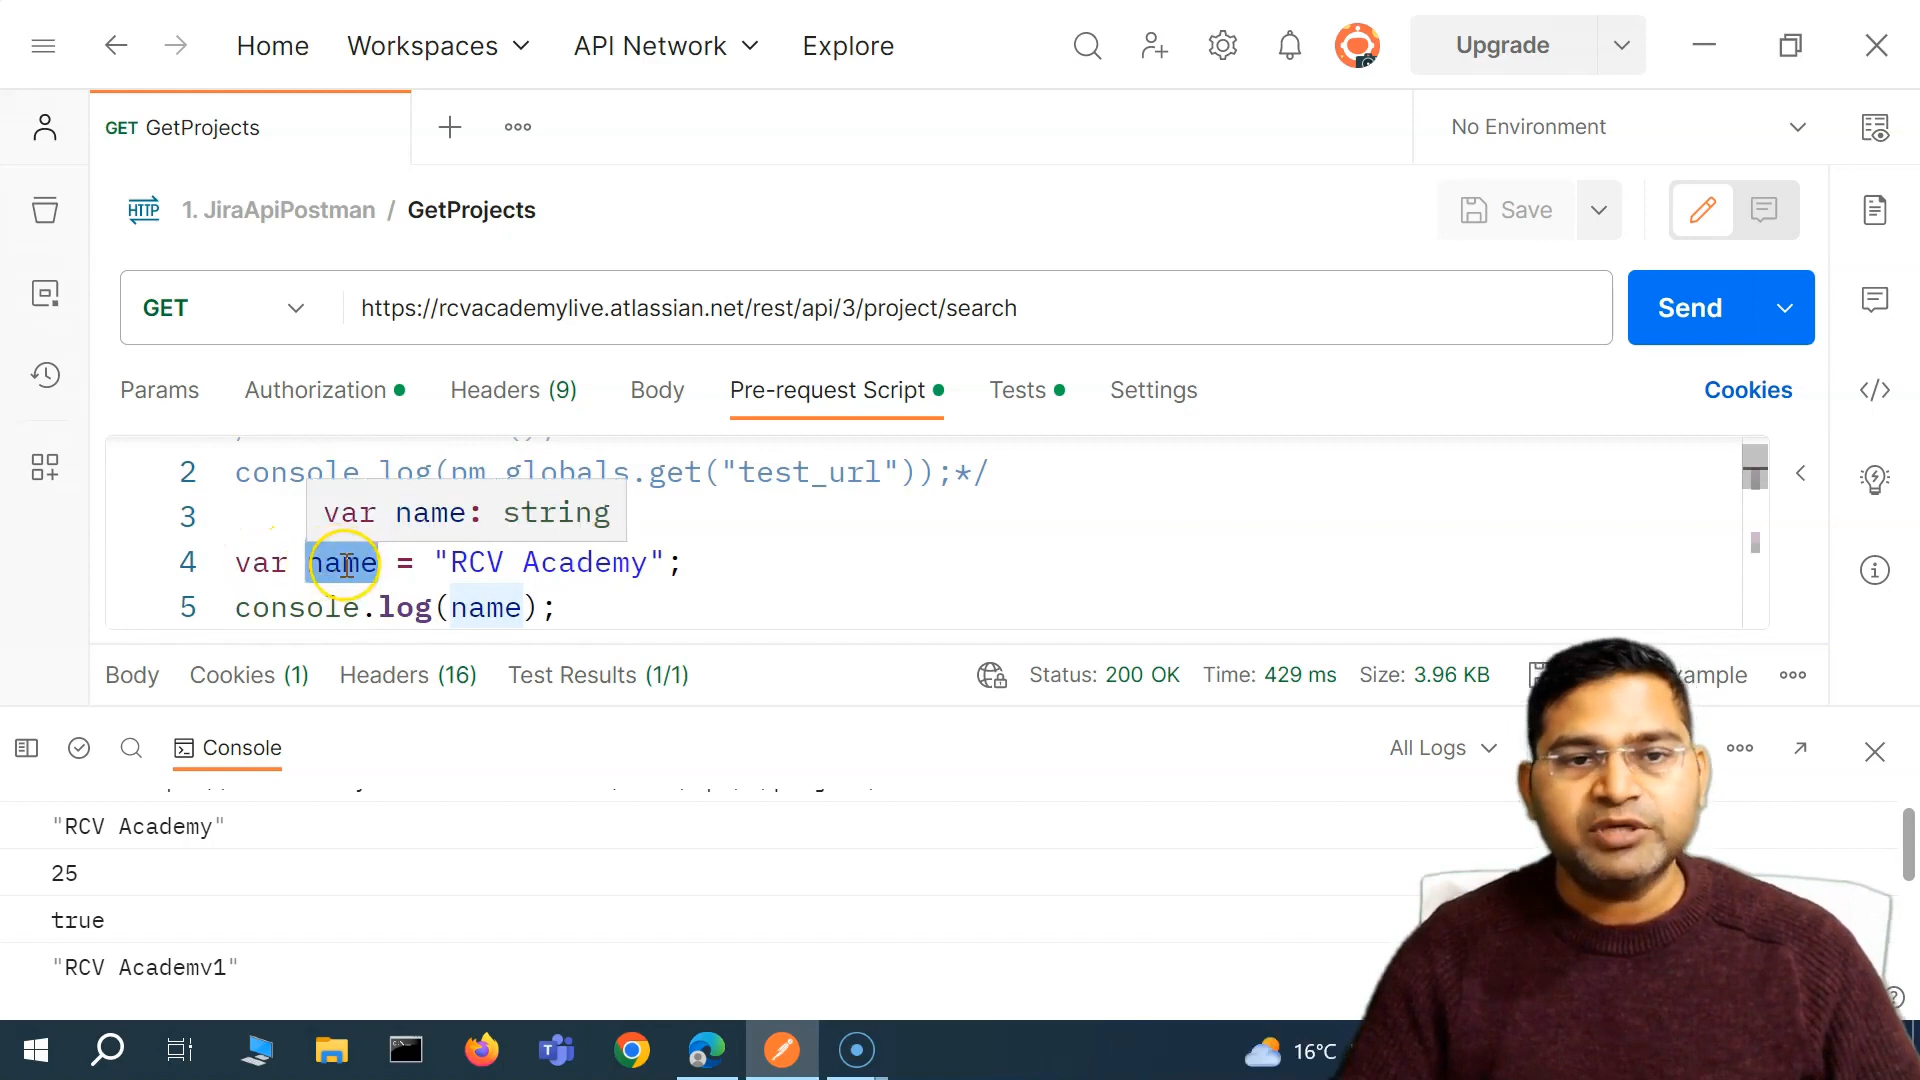 Home Workspaces API Network Explore Upgrade
GET GetProjects No Environment
HTTP 1. JiraApiPostman / GetProjects Save
GET https://rcvacademylive.atlassian.net/rest/api/3/project/search Send
Params Authorization Headers (9) Body Pre-request Script Tests Settings Cookies
2 console.log(pm.globals.get("test_url"));*/
3
var name: string
4 var name = "RCV Academy";
5 console.log(name);
Body Cookies (1) Headers (16) Test Results (1/1) Status: 200 OK Time: 429 ms Size: 3.96 KB
Console All Logs
"RCV Academy"
25
true
"RCV Academy1"
16°C